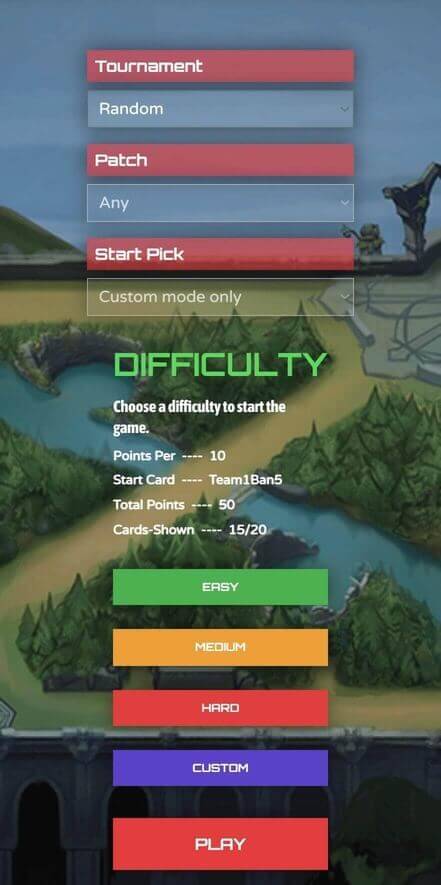 Tournament
Random
Patch
Any
Start Pick
Custom mode only
DIFFICULTY
Choose a difficulty to start the
game.
Points Per ---- 10
Start Card ---- Team1Ban5
Total Points ---- 50
Cards-Shown ---- 15/20
EASY
MEDIUM
HARD
CUSTOM
PLAY